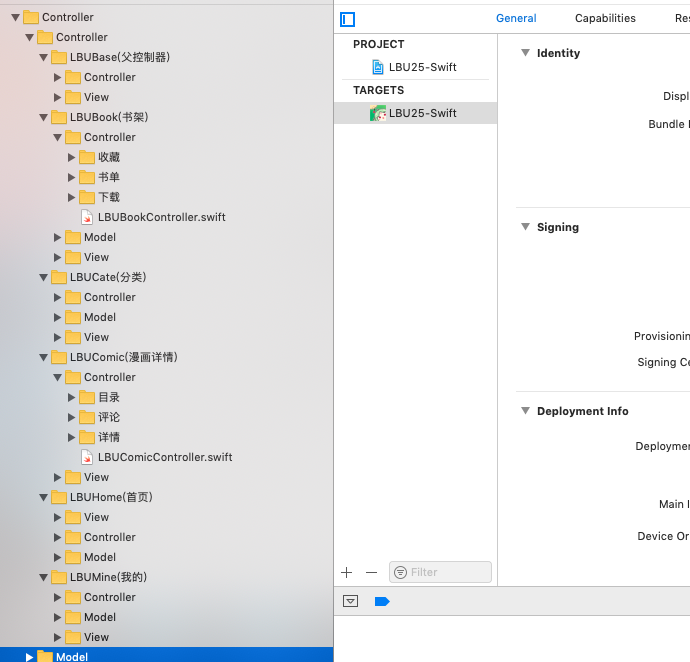 Controller
Controller
LBUBase(父控制器)
Controller
View
LBUBook(书架)
Controller
收藏
书单
下载
LBUBookController.swift
Model
View
LBUCate(分类)
Controller
Model
View
LBUComic(漫画详情)
Controller
目录
评论
详情
LBUComicController.swift
View
LBUHome(首页)
View
Controller
Model
LBUMine(我的)
Controller
Model
View
Model
General Capabilities Res
PROJECT
LBU25-Swift
TARGETS
LBU25-Swift
Filter
Identity
Displ
Bundle I
Signing
Provisionin
Signing Ce
Deployment Info
Deploymen
Main I
Device Or